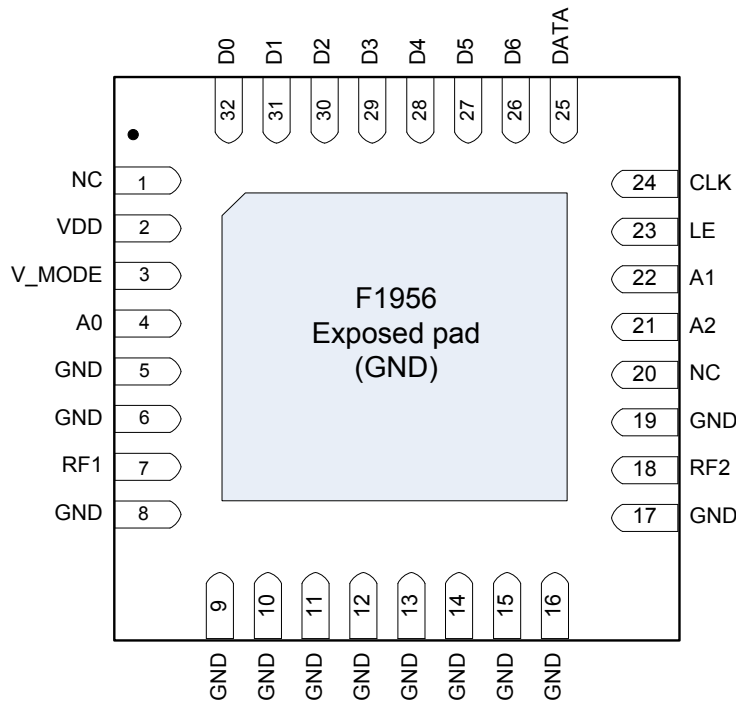 D0 D1 D2 D3 D4 D5 D6 DATA
32 31 30 29 28 27 26 25
NC 1
VDD 2
V_MODE 3
A0 4
GND 5
GND 6
RF1 7
GND 8
F1956
Exposed pad
(GND)
24 CLK
23 LE
22 A1
21 A2
20 NC
19 GND
18 RF2
17 GND
9 10 11 12 13 14 15 16
GND GND GND GND GND GND GND GND